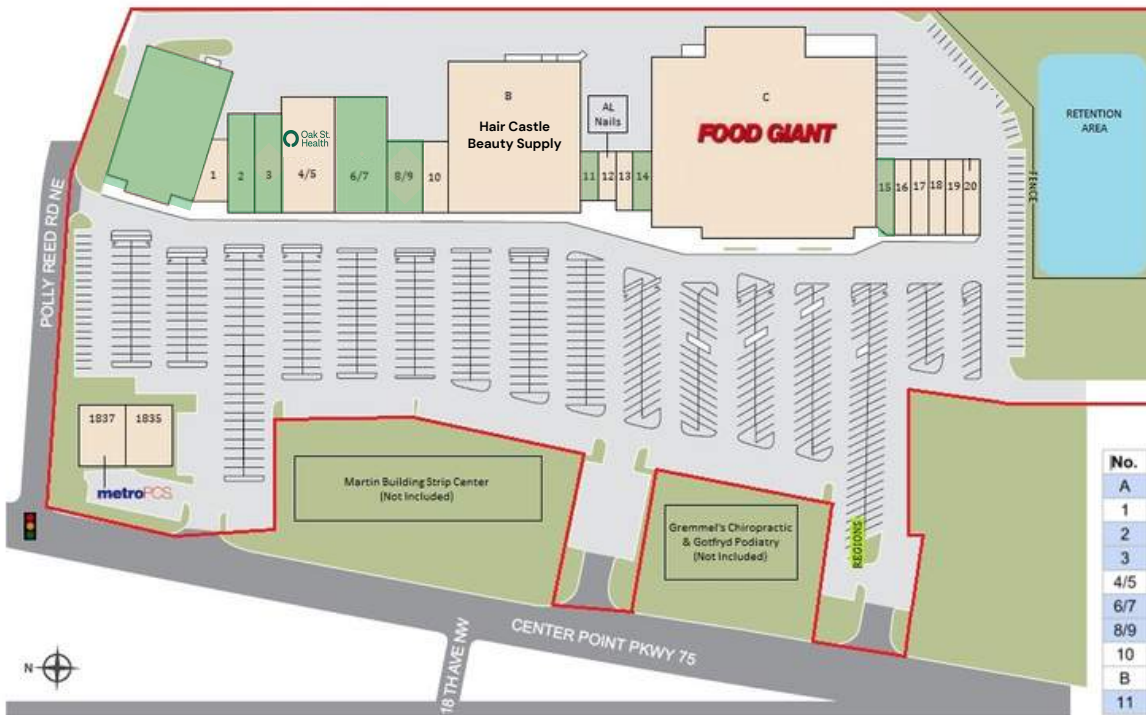 B
Hair Castle
Beauty Supply
AL
Nails
C
FOOD GIANT
RETENTION
AREA
FENCE
Oak St.
Health
1
2
3
4/5
6/7
8/9
10
11
12
13
14
15
16
17
18
19
20
POLLY REED RD NE
1837
1835
metroPCS
Martin Building Strip Center
(Not Included)
Gremmel's Chiropractic
& Gotfryd Podiatry
(Not Included)
REGIONS
CENTER POINT PKWY 75
18 TH AVE NW
N
No.
A
1
2
3
4/5
6/7
8/9
10
B
11